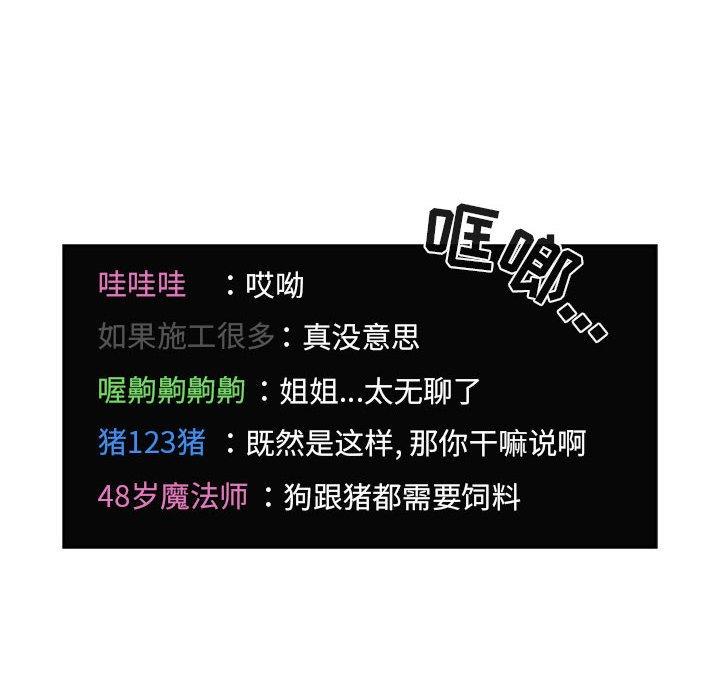 哐啷...
哇哇哇 ：哎呦
如果施工很多：真没意思
喔齁齁齁齁：姐姐...太无聊了
猪123猪 ：既然是这样, 那你干嘛说啊
48岁魔法师 ：狗跟猪都需要饲料